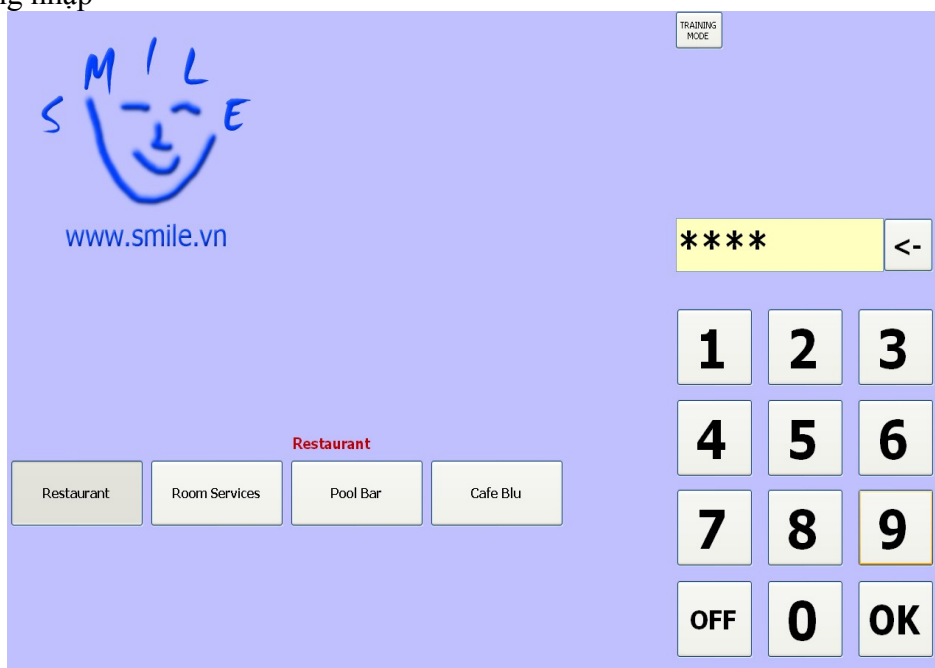 nhập
TRAINING
MODE
S M I L E
www.smile.vn
**** <-
1 2 3
4 5 6
Restaurant
Restaurant Room Services Pool Bar Cafe Blu
7 8 9
OFF 0 OK